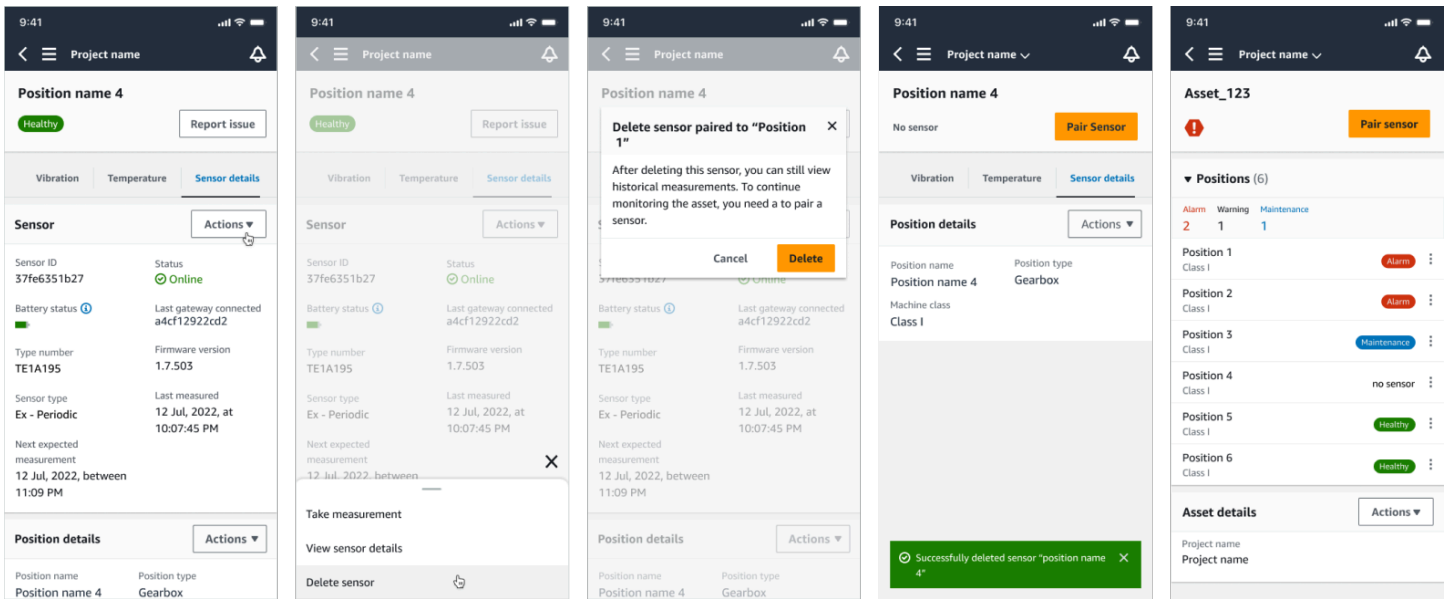 9:41
Project name
Position name 4
Healthy
Report issue
Vibration Temperature Sensor details
Sensor
Actions
Sensor ID
37fe6351b27
Status
Online
Battery status
Last gateway connected
a4cf12922cd2
Type number
TE1A195
Firmware version
1.7.503
Sensor type
Ex - Periodic
Last measured
12 Jul, 2022, at
10:07:45 PM
Next expected
measurement
12 Jul, 2022, between
11:09 PM
Position details
Actions
Position name
Position name 4
Position type
Gearbox
9:41
Project name
Position name 4
Healthy
Report issue
Vibration Temperature Sensor details
Sensor
Actions
Sensor ID
37fe6351b27
Status
Online
Battery status
Last gateway connected
a4cf12922cd2
Type number
TE1A195
Firmware version
1.7.503
Sensor type
Ex - Periodic
Last measured
12 Jul, 2022, at
10:07:45 PM
Next expected
measurement
12 Jul, 2022, between
Take measurement
View sensor details
Delete sensor
9:41
Project name
Position name 4
Delete sensor paired to “Position
1”
After deleting this sensor, you can still view
historical measurements. To continue
monitoring the asset, you need a to pair a
sensor.
Cancel
Delete
37fe6351b27
Online
Battery status
Last gateway connected
a4cf12922cd2
Type number
TE1A195
Firmware version
1.7.503
Sensor type
Ex - Periodic
Last measured
12 Jul, 2022, at
10:07:45 PM
Next expected
measurement
12 Jul, 2022, between
11:09 PM
Position details
Actions
Position name
Position name 4
Position type
Gearbox
9:41
Project name
Position name 4
No sensor
Pair Sensor
Vibration Temperature Sensor details
Position details
Actions
Position name
Position name 4
Position type
Gearbox
Machine class
Class I
Successfully deleted sensor “position name
4”
9:41
Project name
Asset_123
Pair sensor
Positions (6)
Alarm Warning Maintenance
2 1 1
Position 1
Class I
Alarm
Position 2
Class I
Alarm
Position 3
Class I
Maintenance
Position 4
Class I
no sensor
Position 5
Class I
Healthy
Position 6
Class I
Healthy
Asset details
Actions
Project name
Project name